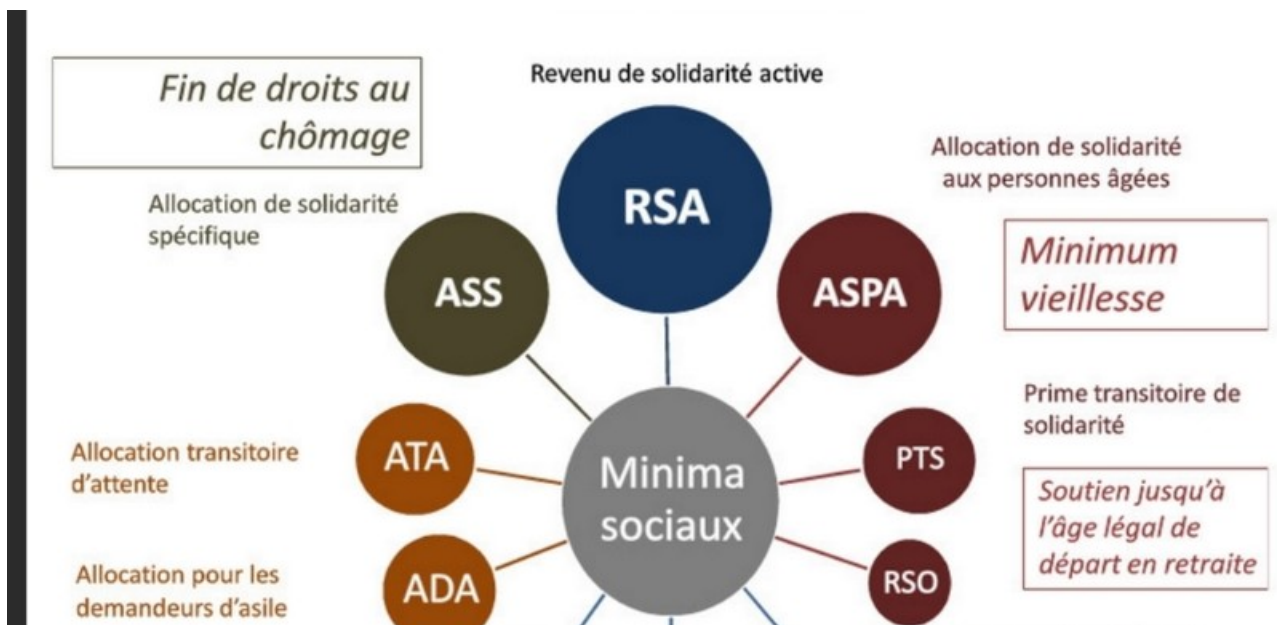 Fin de droits au
chômage
Revenu de solidarité active
RSA
Allocation de solidarité
aux personnes âgées
Allocation de solidarité
spécifique
ASS
ASPA
Minimum
vieillesse
Allocation transitoire
d'attente
ATA
Minima
sociaux
PTS
Prime transitoire de
solidarité
Allocation pour les
demandeurs d'asile
ADA
RSO
Soutien jusqu'à
l'âge légal de
départ en retraite